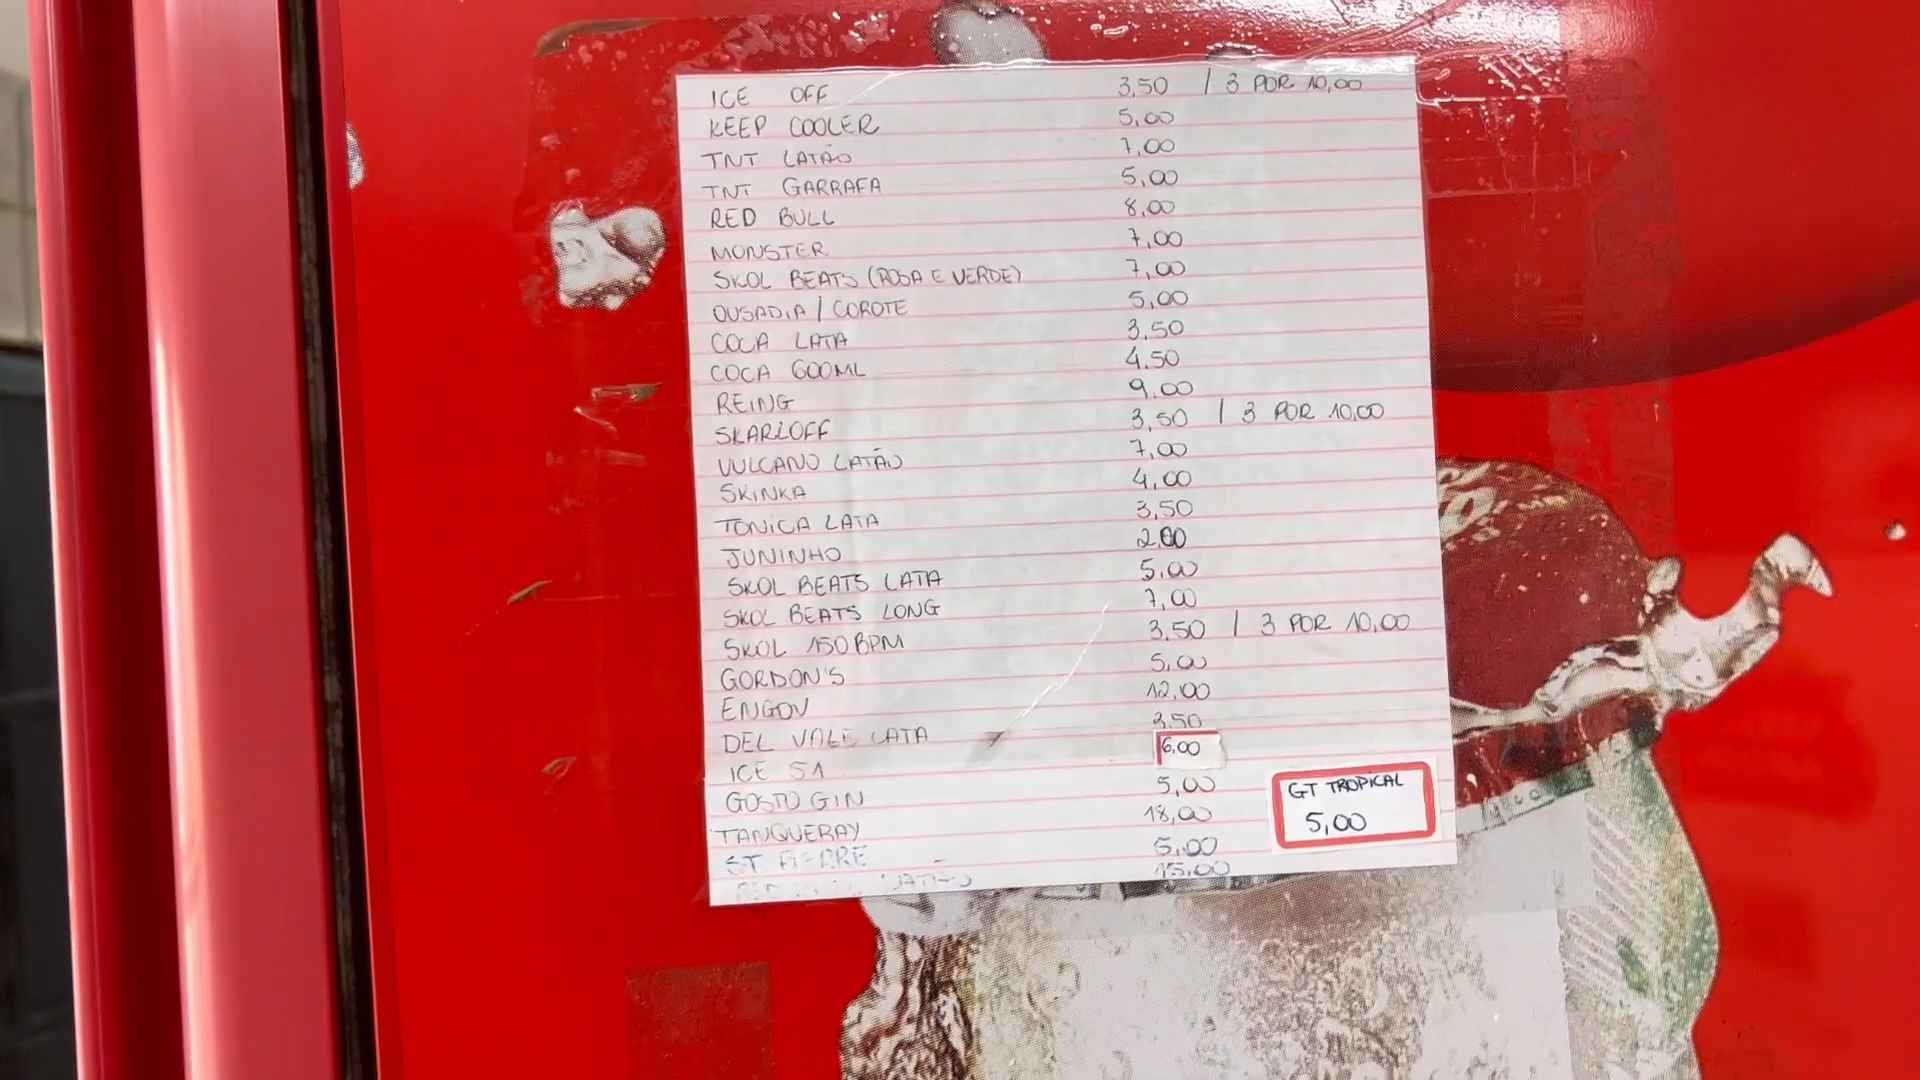 ICE OFF 3,50 / 3 POR 10,00
KEEP COOLER 5,00
TNT LATÃO 7,00
TNT GARRAFA 5,00
RED BULL 8,00
MONSTER 7,00
SKOL BEATS (ROSA E VERDE) 7,00
OUSADIA / COROTE 5,00
COCA LATA 3,50
COCA 600ML 4,50
REING 9,00
SKARLOFF 3,50 / 3 POR 10,00
VULCANO LATÃO 7,00
SKINKA 4,00
TONICA LATA 3,50
JUNINHO 2,00
SKOL BEATS LATA 5,00
SKOL BEATS LONG 7,00
SKOL 150BPM 3,50 / 3 POR 10,00
GORDON'S 5,00
ENGOV 12,00
DEL VALE LATA 3,50
ICE 51 6,00
GOSTO GIN 5,00
TANQUERAY 18,00
ST. 5,00
15,00
GT TROPICAL
5,00